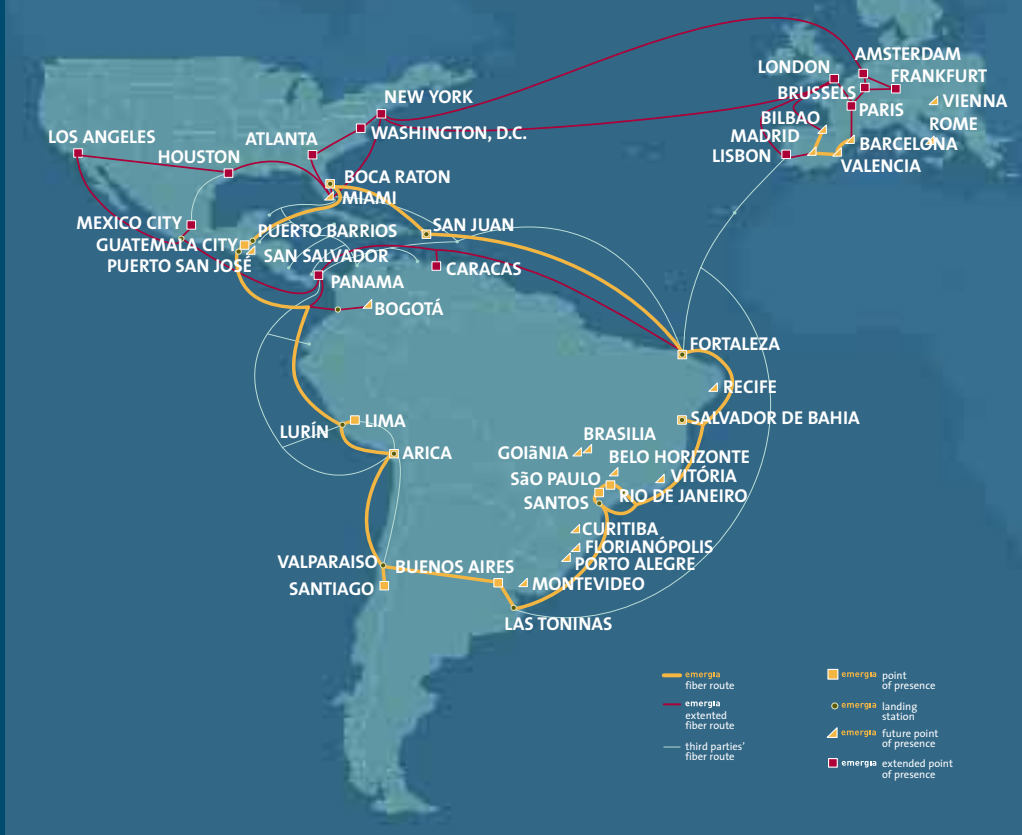 AMSTERDAM
LONDON
FRANKFURT
BRUSSELS
NEW YORK
VIENNA
PARIS
BILBAO
ROME
WASHINGTON, D.C.
LOS ANGELES
ATLANTA
MADRID
BARCELONA
HOUSTON
LISBON
VALENCIA
BOCA RATON
MIAMI
MEXICO CITY
SAN JUAN
PUERTO BARRIOS
GUATEMALA CITY
SAN SALVADOR
PUERTO SAN JOSÉ
CARACAS
PANAMA
BOGOTÁ
FORTALEZA
RECIFE
LIMA
SALVADOR DE BAHIA
LURÍN
BRASILIA
ARICA
GOIãNIA
BELO HORIZONTE
SãO PAULO
VITÓRIA
RIO DE JANEIRO
SANTOS
CURITIBA
FLORIANÓPOLIS
VALPARAISO
BUENOS AIRES
PORTO ALEGRE
SANTIAGO
MONTEVIDEO
LAS TONINAS
emergia
fiber route
emergia
extented
fiber route
third parties'
fiber route
emergia point
of presence
emergia landing
station
emergia future point
of presence
emergia extended point
of presence